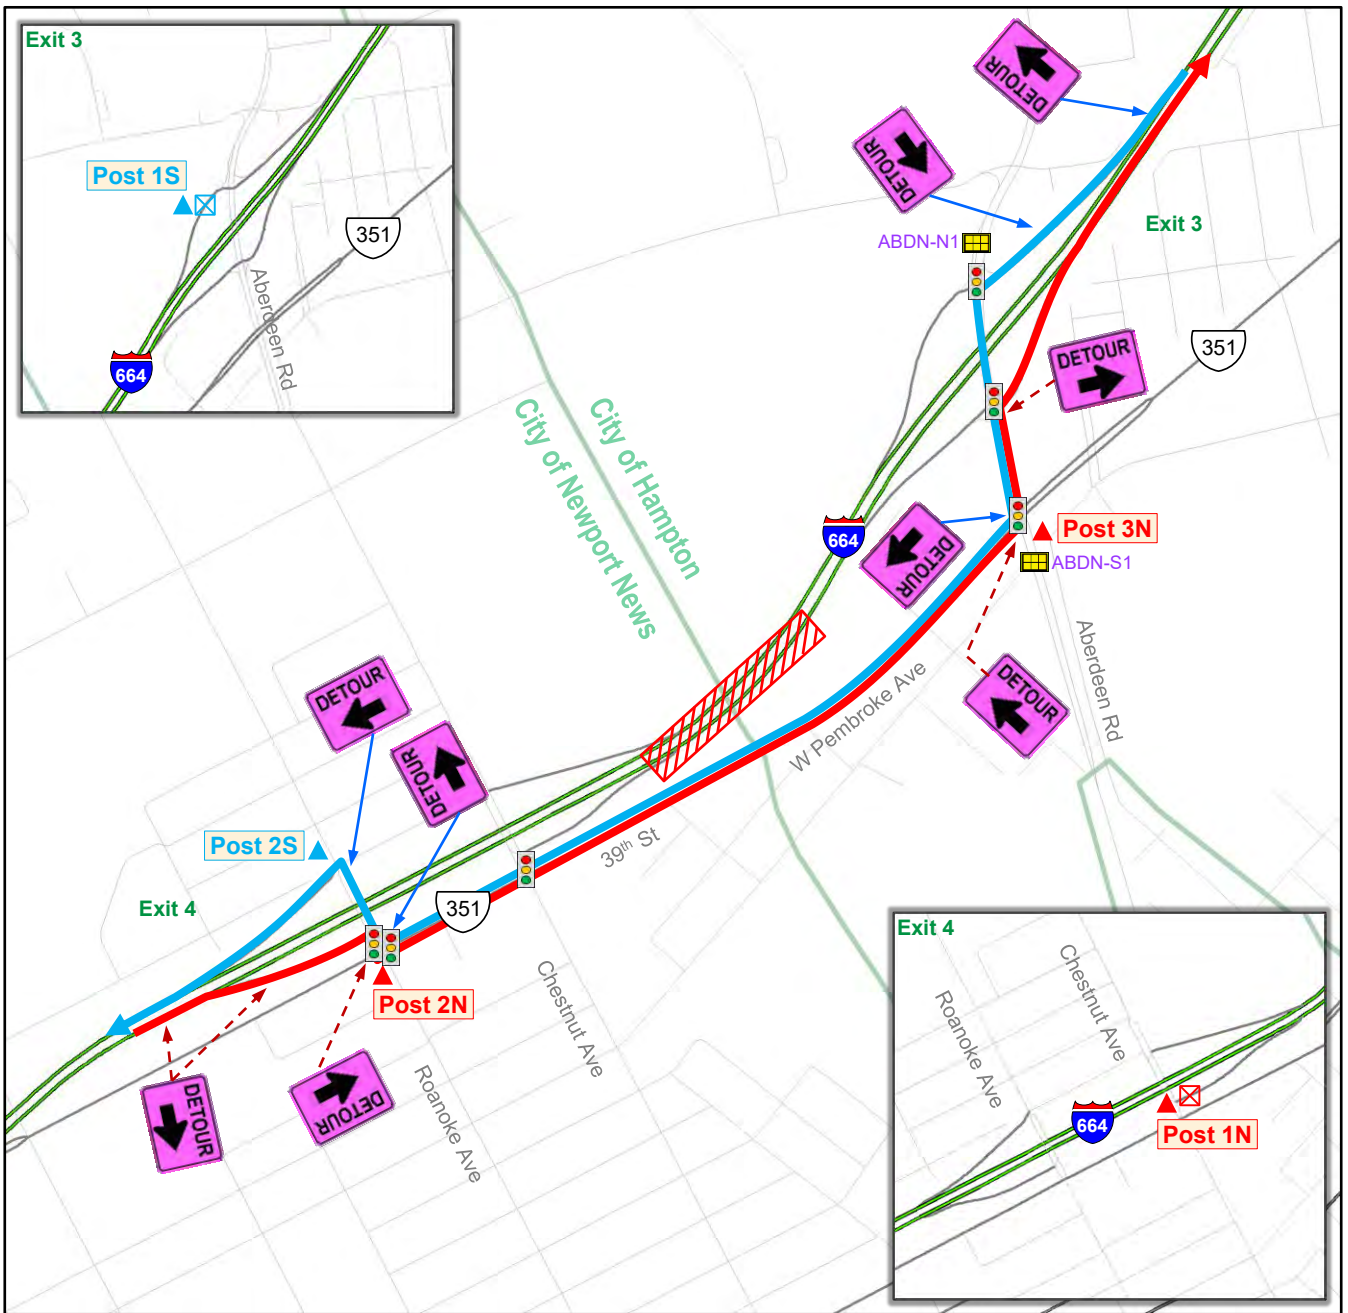 Exit 3
Post 1S
351
Aberdeen Rd
664
DETOUR
DETOUR
ABDN-N1
Exit 3
DETOUR
351
City of Hampton
City of Newport News
664
DETOUR
Post 3N
ABDN-S1
DETOUR
Aberdeen Rd
W Pembroke Ave
DETOUR
DETOUR
Post 2S
39th St
Exit 4
351
Post 2N
Chestnut Ave
DETOUR
DETOUR
Roanoke Ave
Exit 4
Chestnut Ave
Roanoke Ave
664
Post 1N